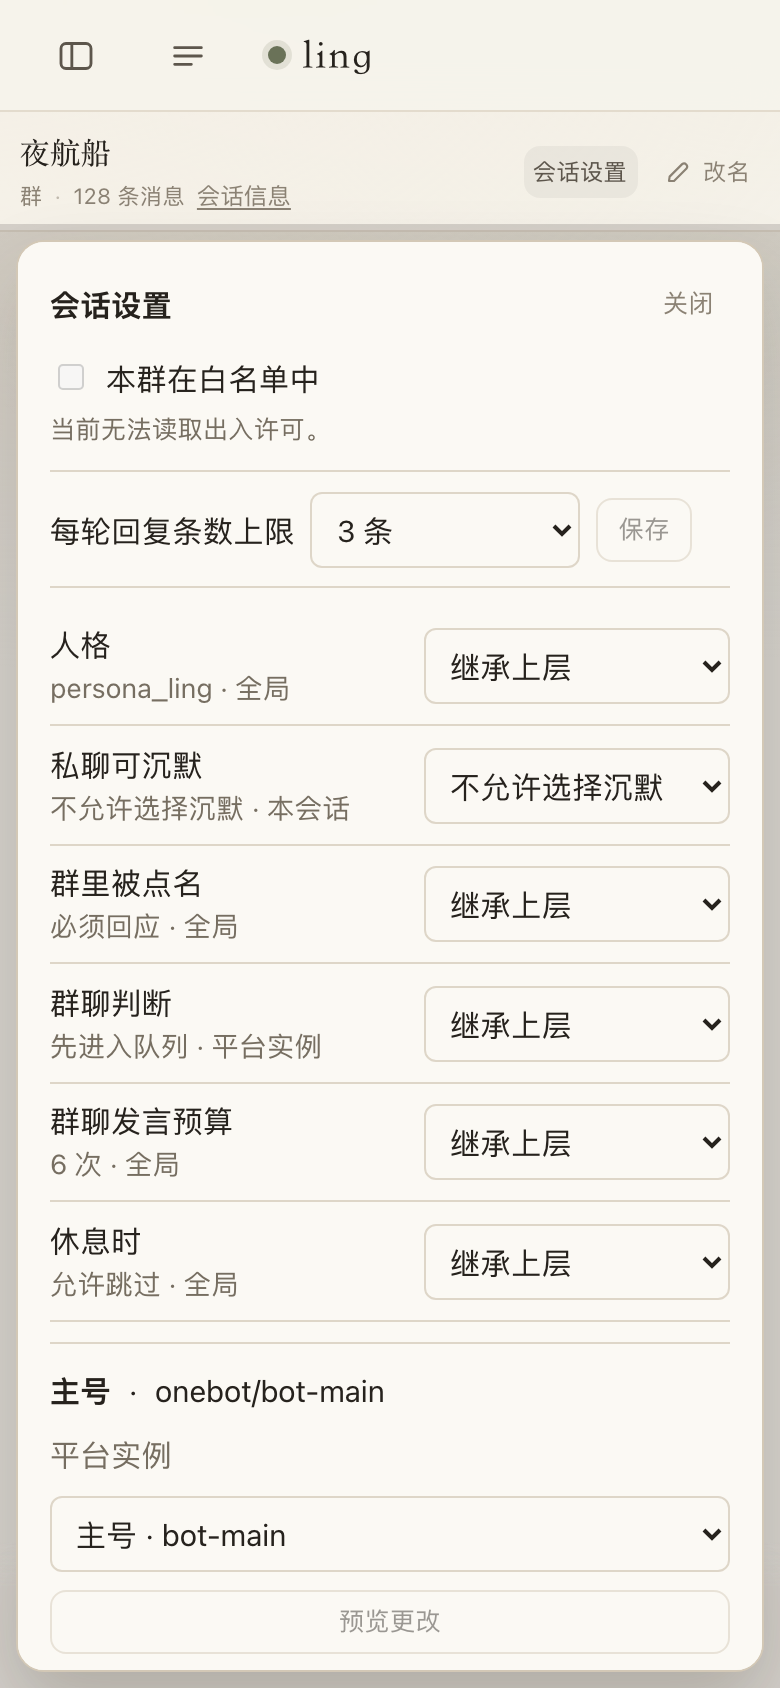 ling
夜航船
会话设置
改名
群 · 128 条消息 会话信息
会话设置
关闭
本群在白名单中
当前无法读取出入许可。
每轮回复条数上限
3 条
保存
人格
persona_ling · 全局
继承上层
私聊可沉默
不允许选择沉默 · 本会话
不允许选择沉默
群里被点名
必须回应 · 全局
继承上层
群聊判断
先进入队列 · 平台实例
继承上层
群聊发言预算
6 次 · 全局
继承上层
休息时
允许跳过 · 全局
继承上层
主号 · onebot/bot-main
平台实例
主号 · bot-main
预览更改